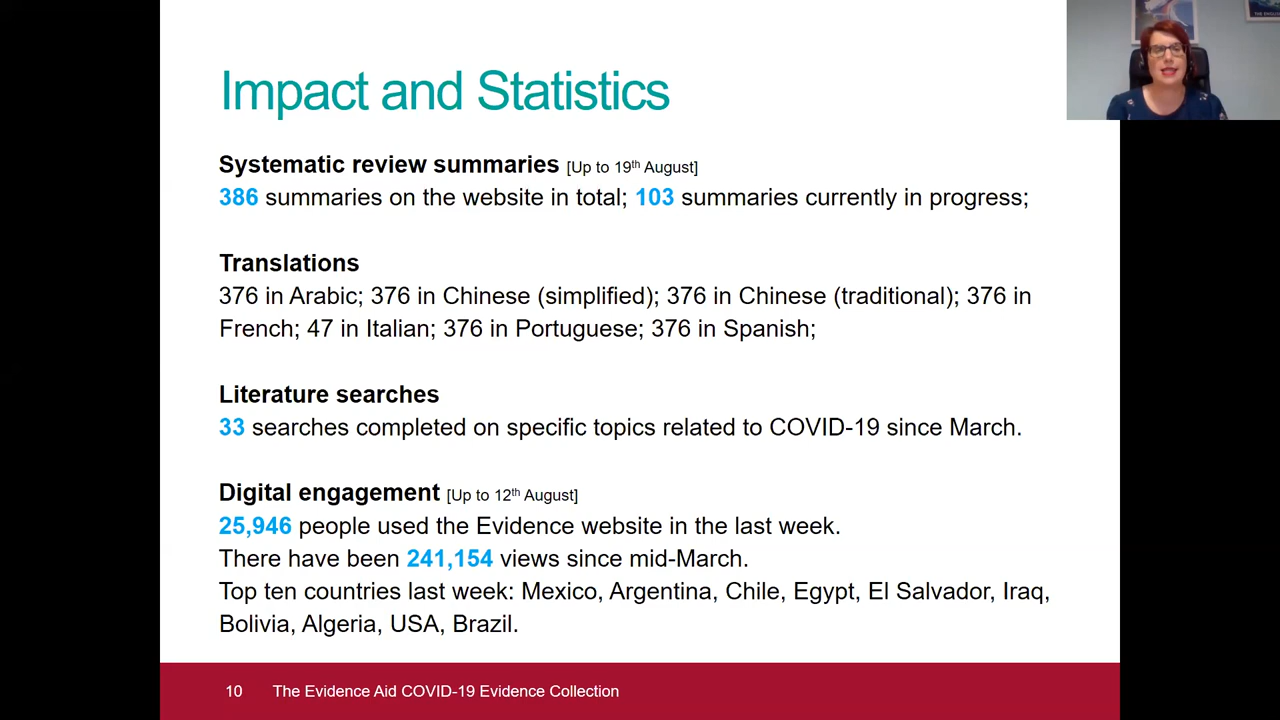 Impact and Statistics
Systematic review summaries [Up to 19th August]
386 summaries on the website in total; 103 summaries currently in progress;
Translations
376 in Arabic; 376 in Chinese (simplified); 376 in Chinese (traditional); 376 in
French; 47 in Italian; 376 in Portuguese; 376 in Spanish;
Literature searches
33 searches completed on specific topics related to COVID-19 since March.
Digital engagement [Up to 12th August]
25,946 people used the Evidence website in the last week.
There have been 241,154 views since mid-March.
Top ten countries last week: Mexico, Argentina, Chile, Egypt, El Salvador, Iraq,
Bolivia, Algeria, USA, Brazil.
10 The Evidence Aid COVID-19 Evidence Collection